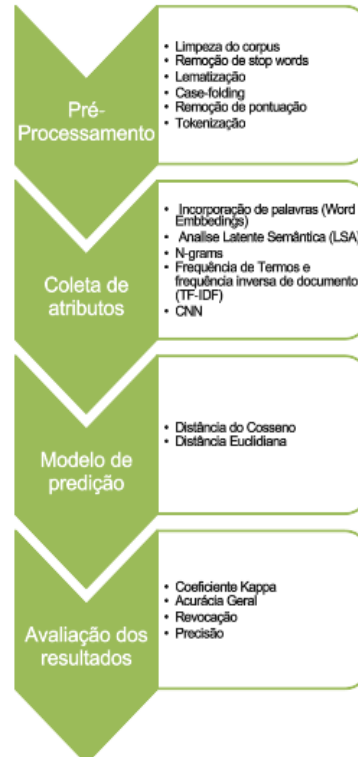 Pré-
Processamento
• Limpeza do corpus
• Remoção de stop words
• Lematização
• Case-folding
• Remoção de pontuação
• Tokenização
Coleta de
atributos
• Incorporação de palavras (Word
Embbedings)
• Analise Latente Semântica (LSA)
• N-grams
• Frequência de Termos e
frequência inversa de documento
(TF-IDF)
• CNN
Modelo de
predição
• Distância do Cosseno
• Distância Euclidiana
Avaliação dos
resultados
• Coeficiente Kappa
• Acurácia Geral
• Revocação
• Precisão